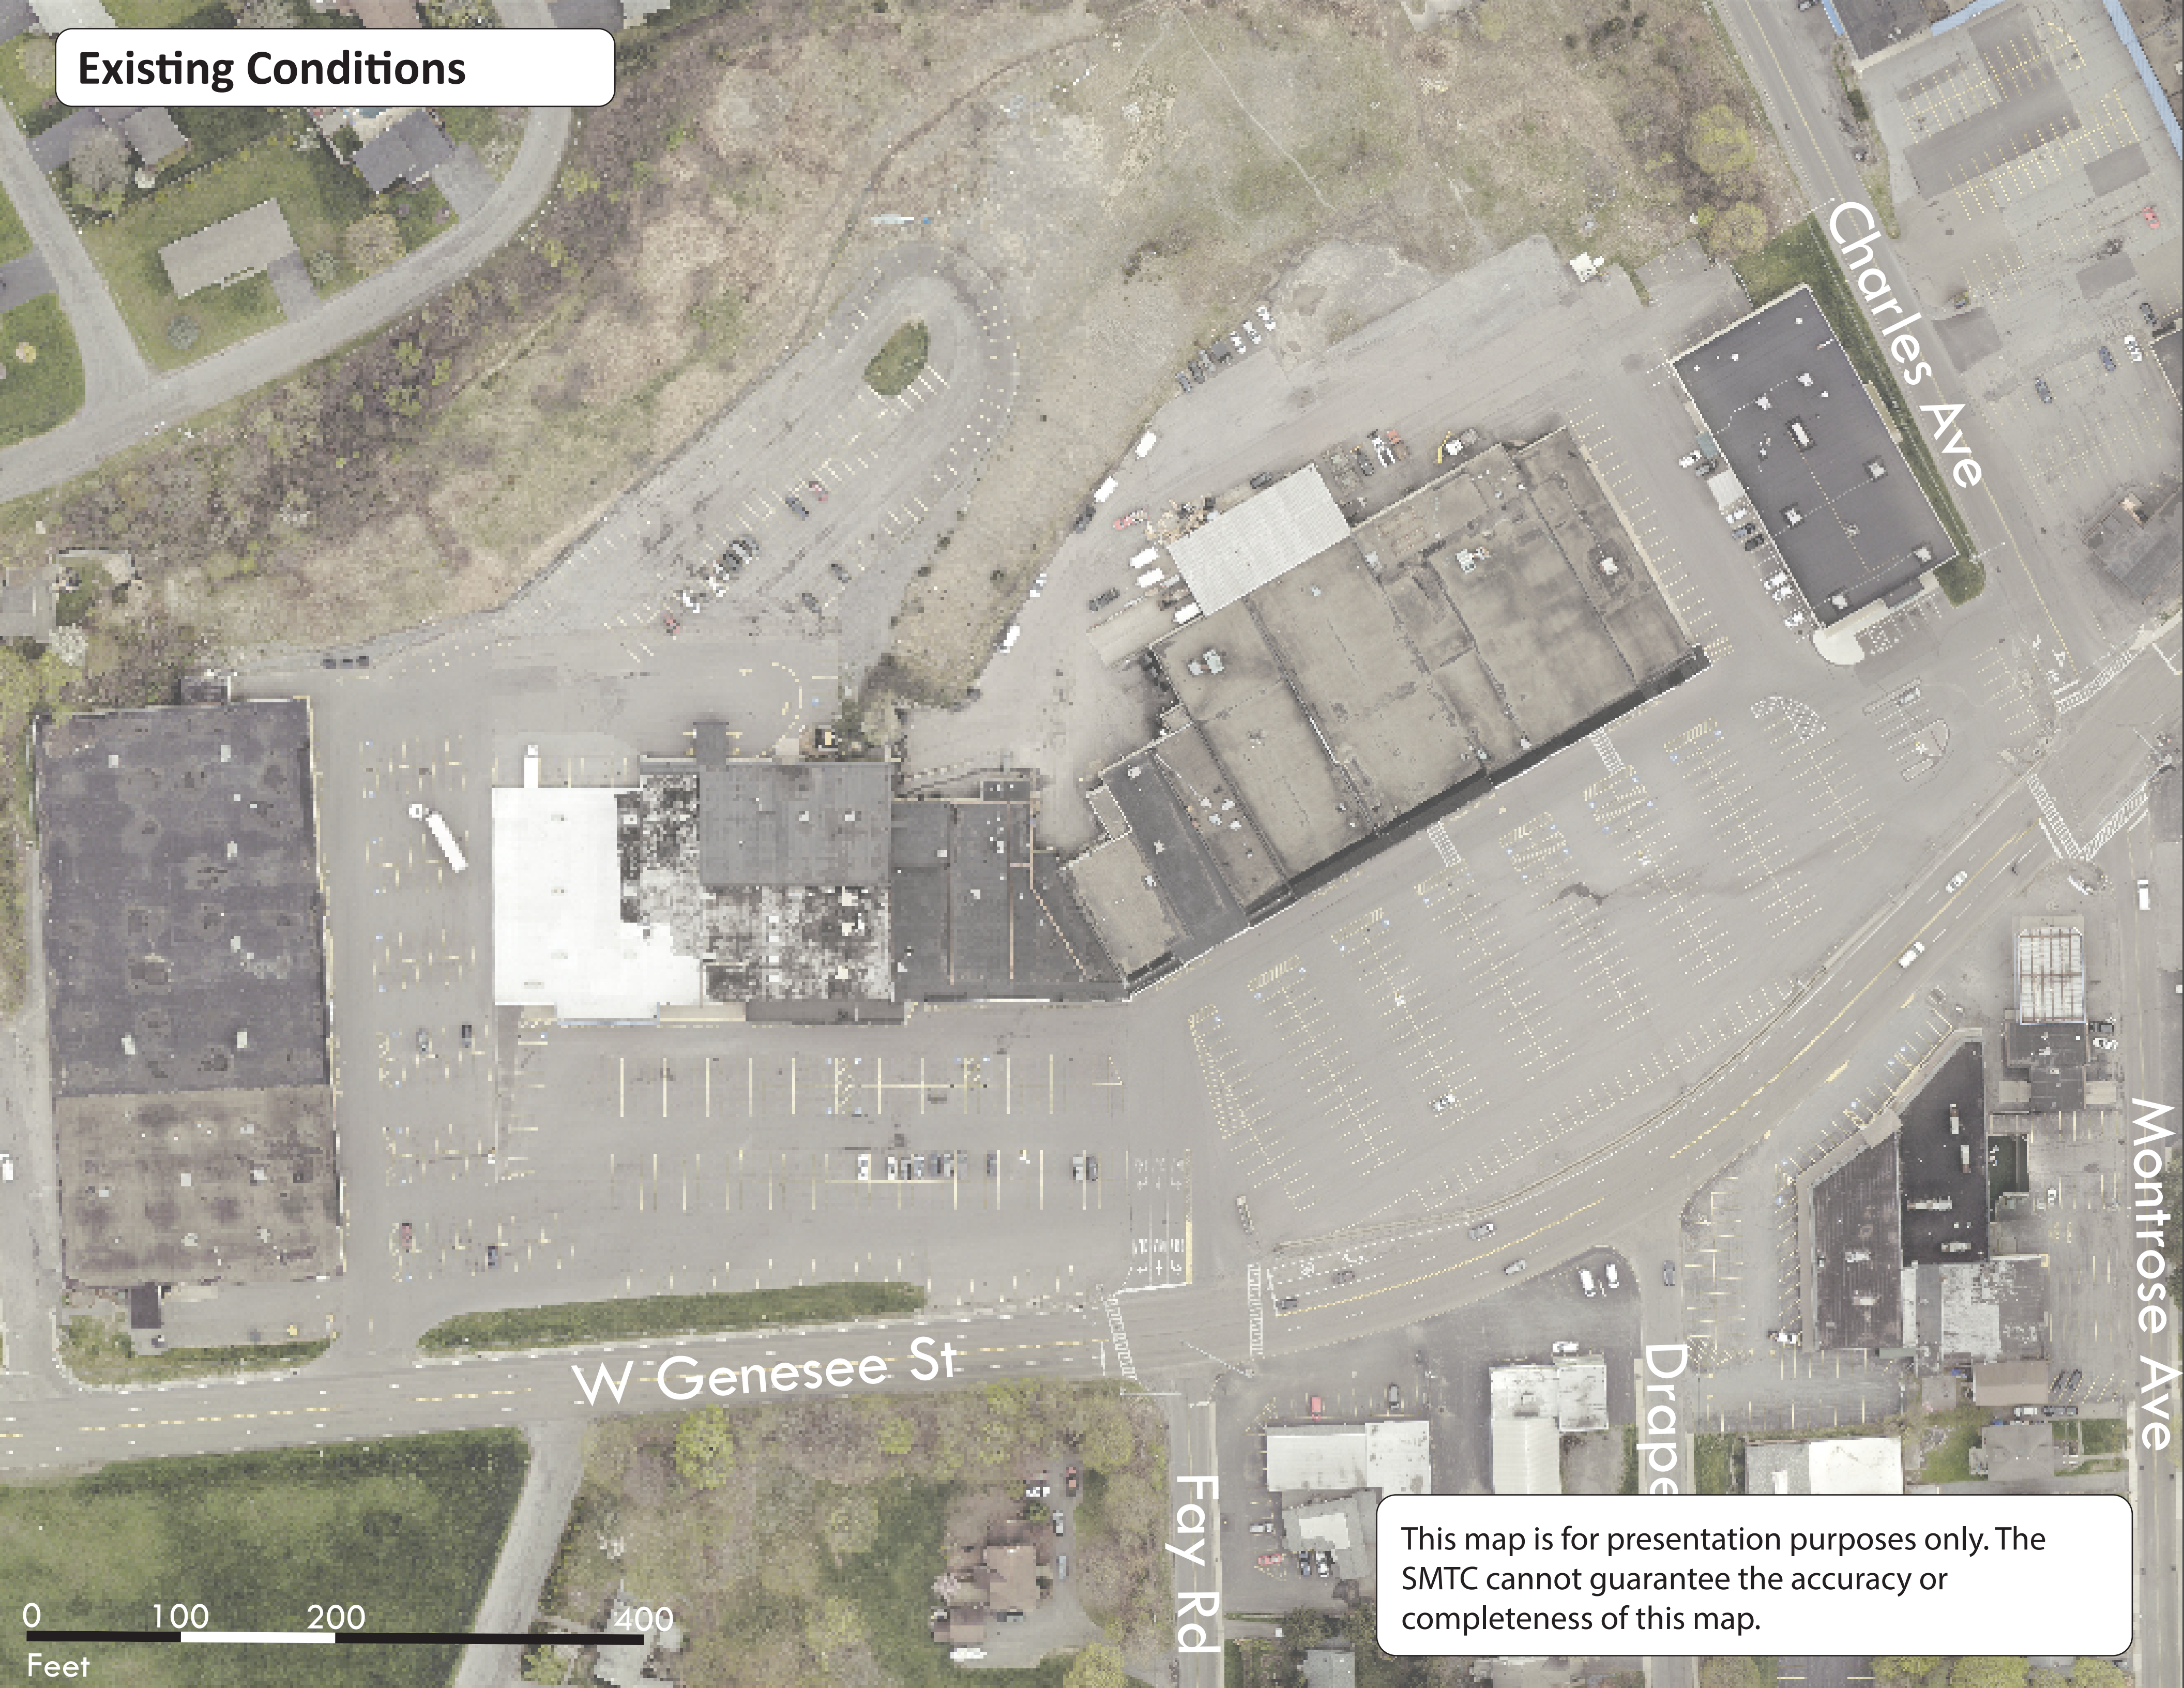 Existing Conditions
Charles Ave
Montrose Ave
W Genesee St
Drape
Fay Rd
This map is for presentation purposes only. The
SMTC cannot guarantee the accuracy or
completeness of this map.
0 100 200 400
Feet